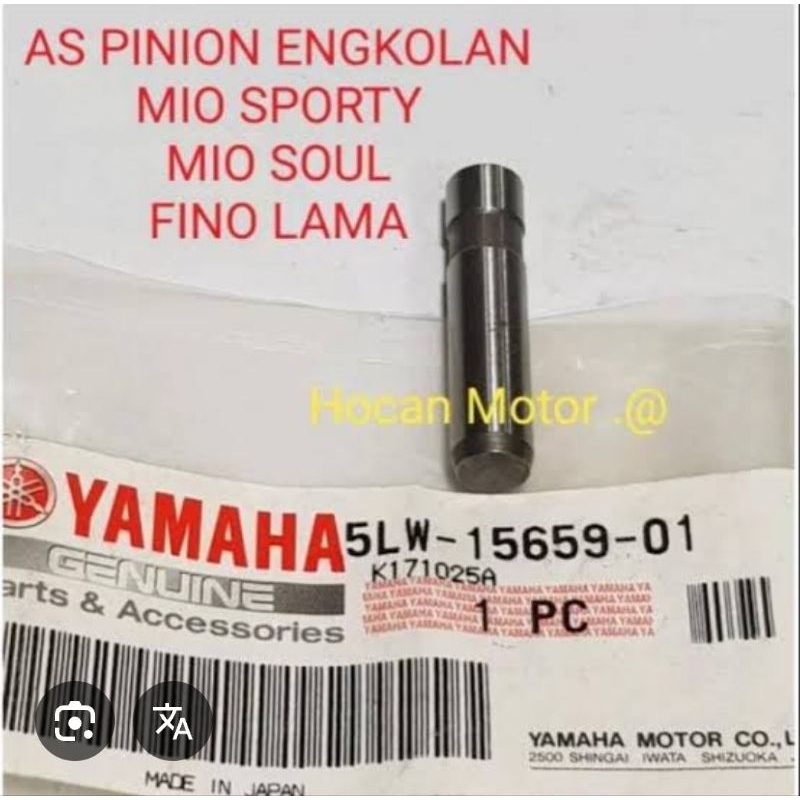 AS PINION ENGKOLAN
MIO SPORTY
MIO SOUL
FINO LAMA
Hocan Motor .@
YAMAHA
5LW-15659-01
GENUINE
K171025A
arts & Accessories
1 PC
YAMAHA MOTOR CO.,L
2500 SHINGAI IWATA SHIZUOKA
MADE IN JAPAN